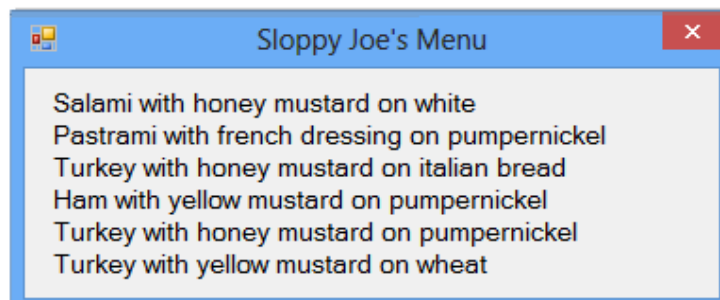 Sloppy Joe's Menu
Salami with honey mustard on white
Pastrami with french dressing on pumpernickel
Turkey with honey mustard on italian bread
Ham with yellow mustard on pumpernickel
Turkey with honey mustard on pumpernickel
Turkey with yellow mustard on wheat